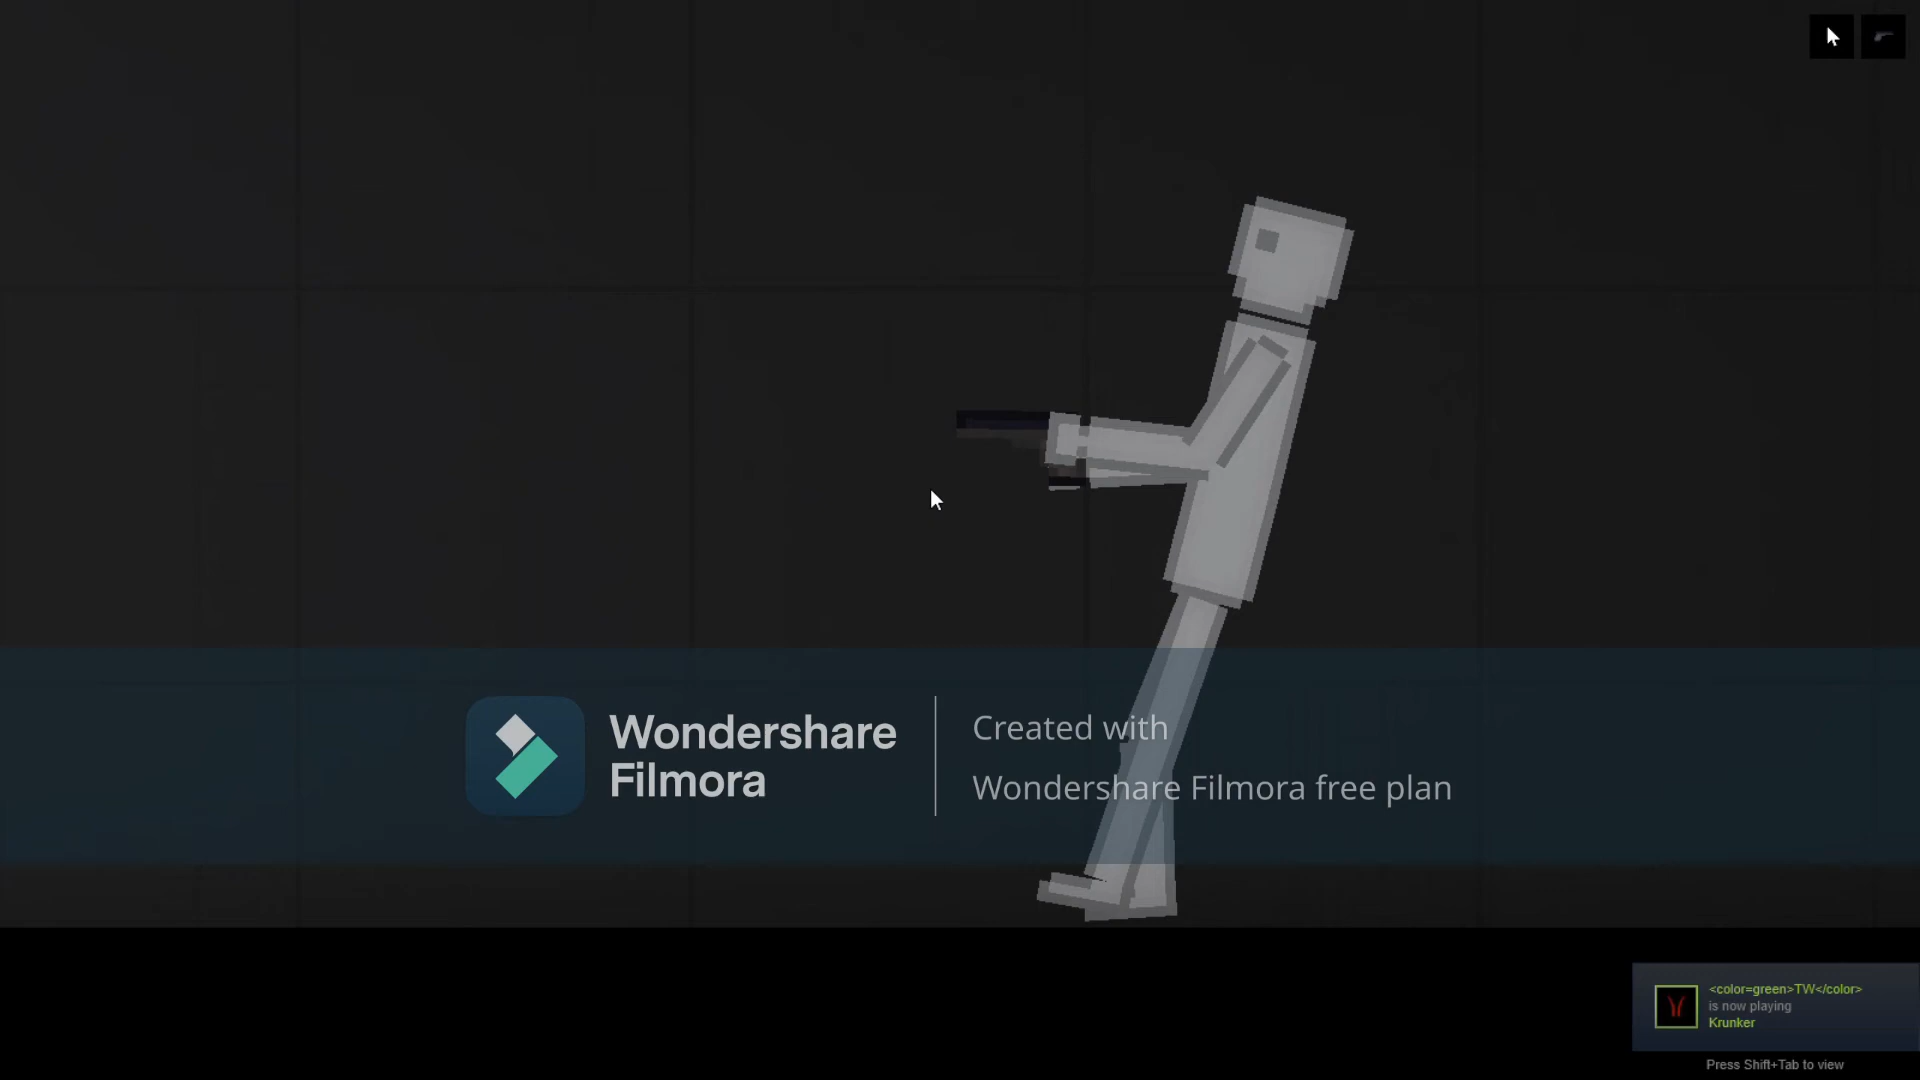 Wondershare
Filmora
Created with
Wondershare Filmora free plan
<color=green>TW</color>
is now playing
Krunker
Press Shift+Tab to view